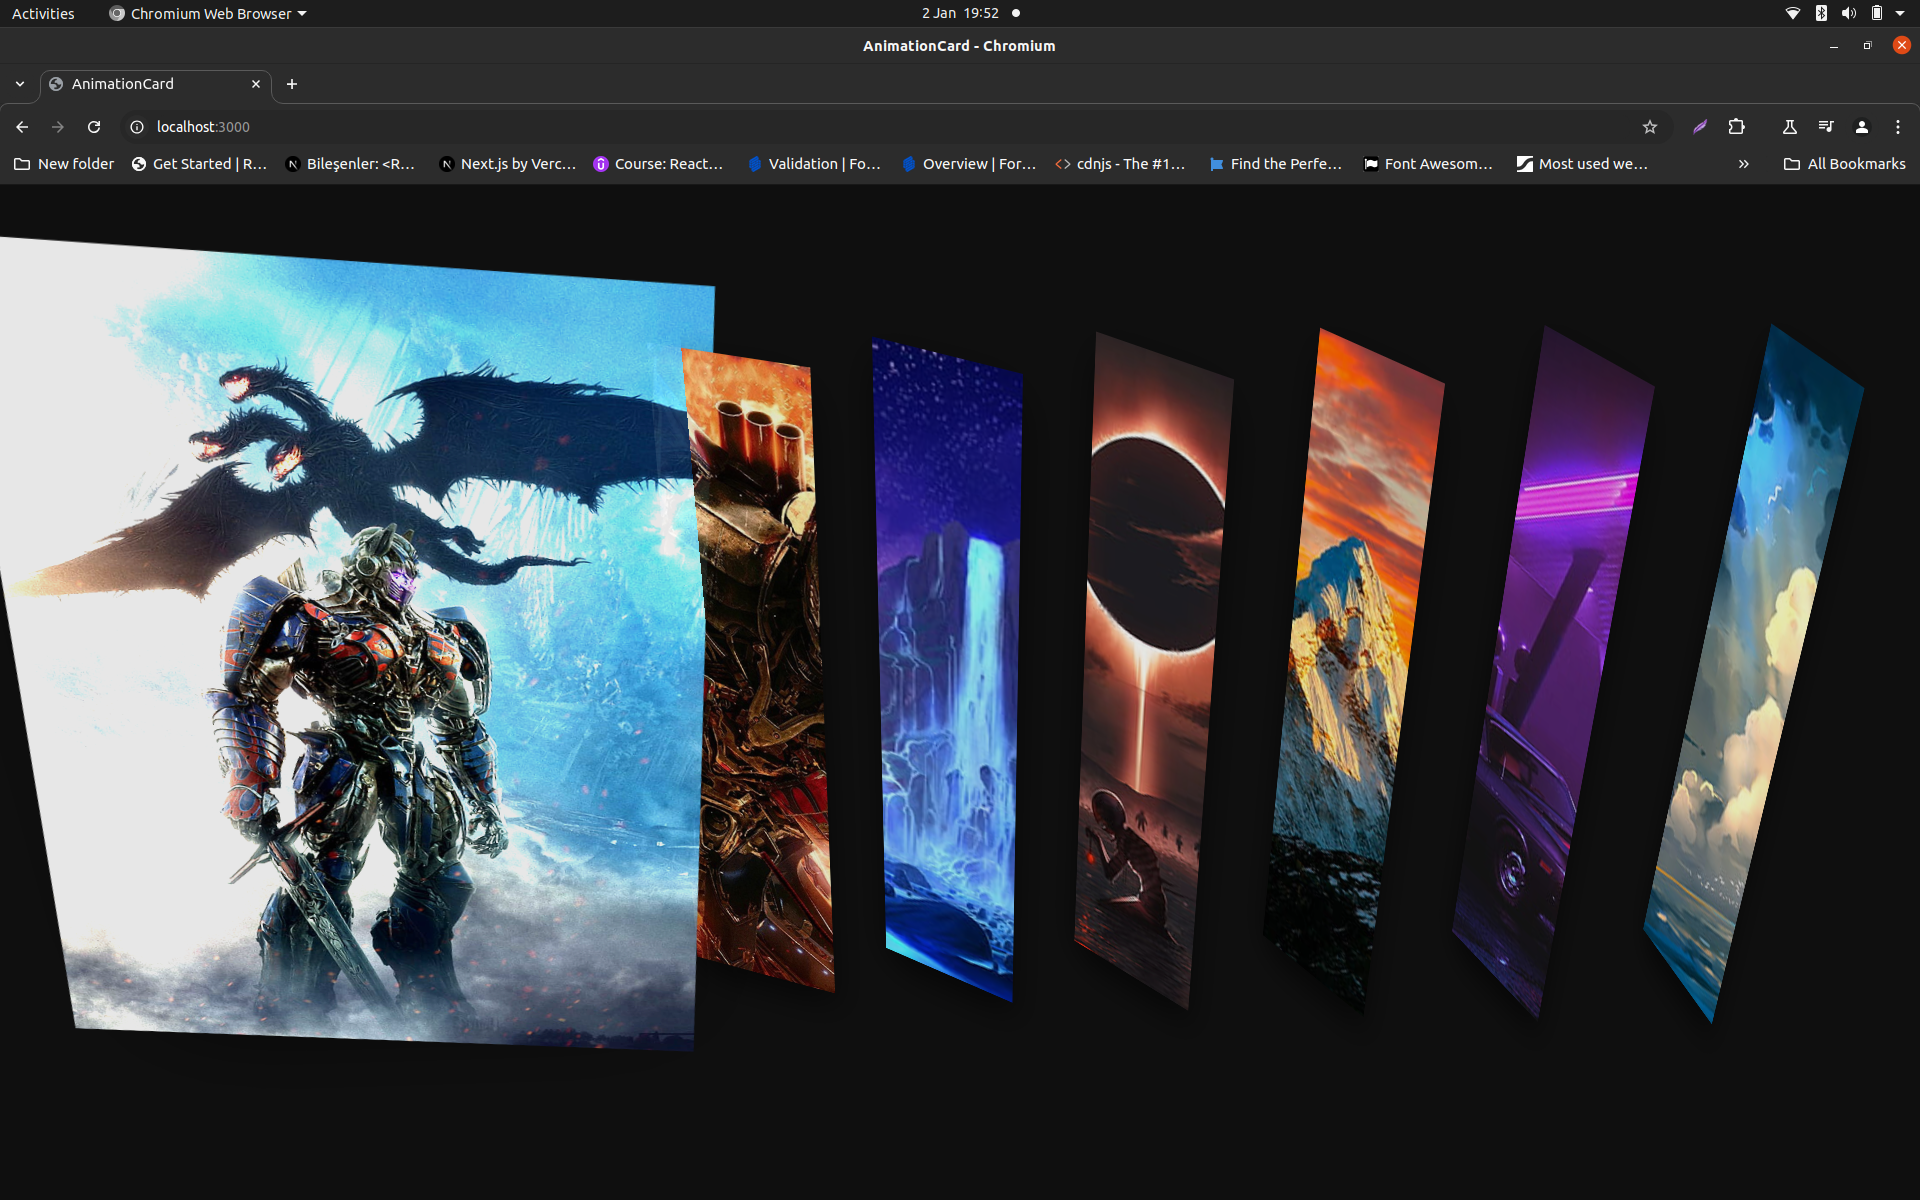 Activities Chromium Web Browser 2 Jan 19:52
AnimationCard - Chromium
AnimationCard
localhost:3000
New folder Get Started | R... Bileşenler: <R... Next.js by Verc... Course: React... Validation | Fo... Overview | For... cdnjs - The #1... Find the Perfe... Font Awesom... Most used we... » All Bookmarks